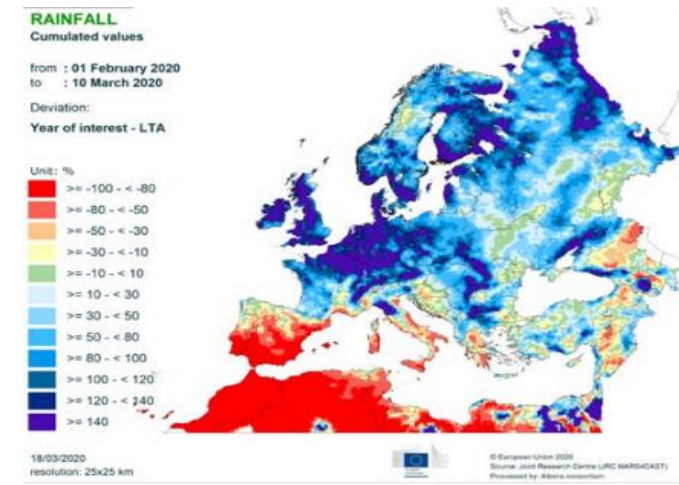 RAINFALL
Cumulated values
from : 01 February 2020
to : 10 March 2020
Deviation:
Year of interest - LTA
Unit: %
>= -100 - < -80
>= -80 - < -50
>= -50 - < -30
>= -30 - < -10
>= -10 - < 10
>= 10 - < 30
>= 30 - < 50
>= 50 - < 80
>= 80 - < 100
>= 100 - < 120
>= 120 - < 140
>= 140
18/03/2020
resolution: 25x25 km
© European Union 2020
Source: Joint Research Centre (JRC MARS4CAST)
Processed by: Alterra consortium